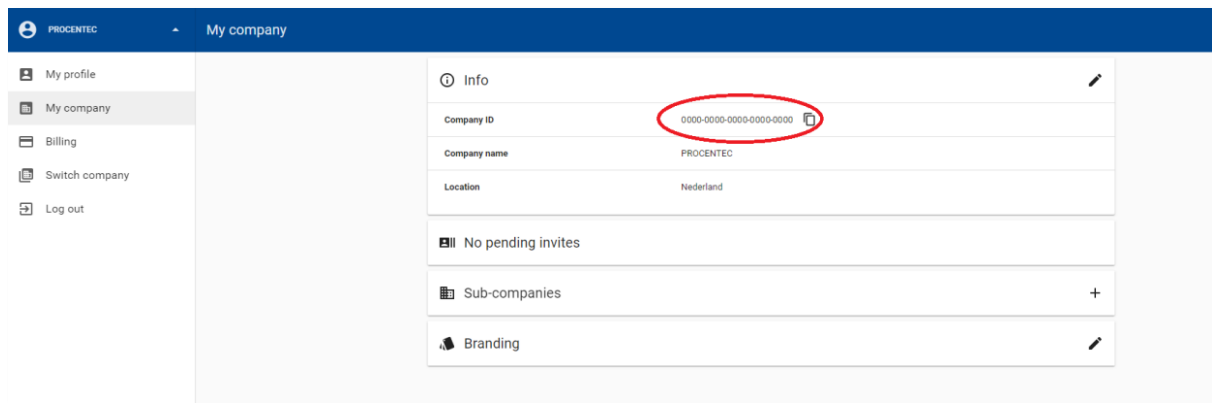 PROCENTEC
My company
My profile
My company
Billing
Switch company
Log out
Info
Company ID 0000-0000-0000-0000-0000
Company name PROCENTEC
Location Nederland
No pending invites
Sub-companies
Branding